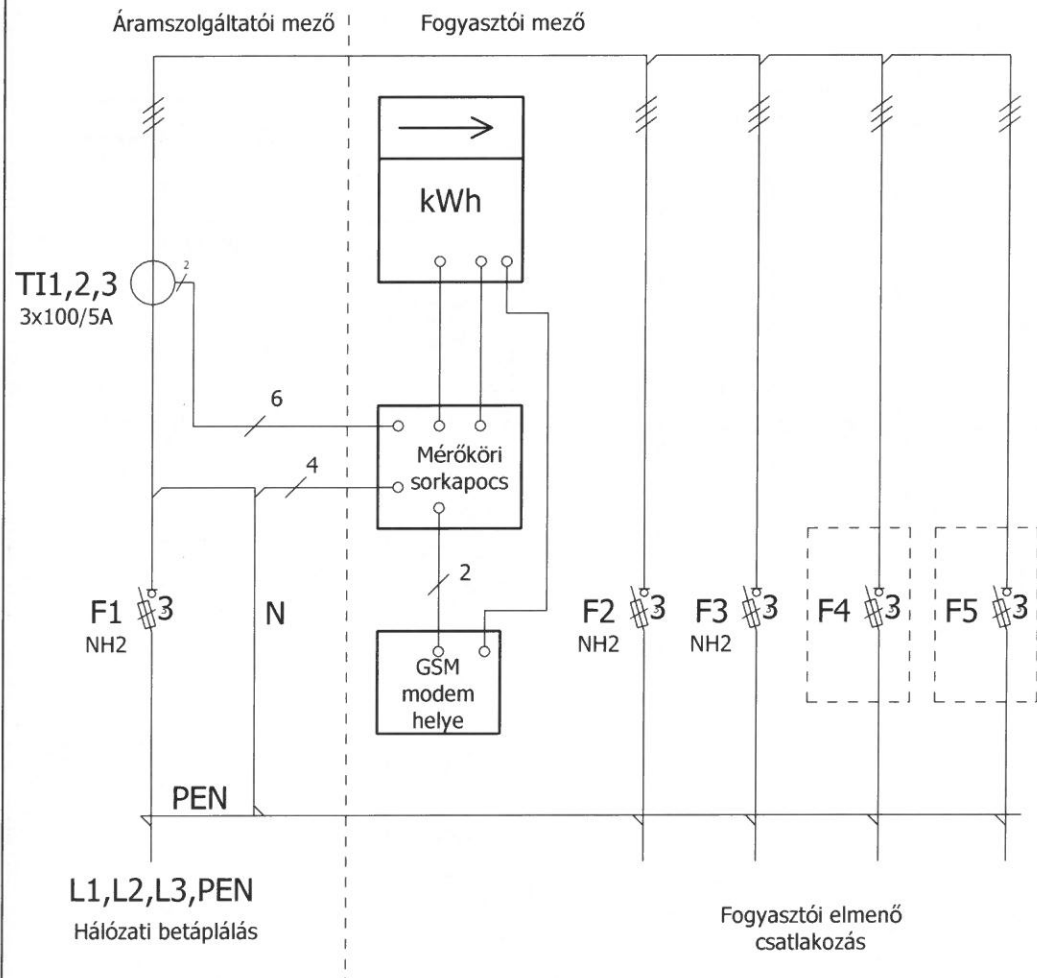 Áramszolgáltatói mező
Fogyasztói mező
kWh
TI1,2,3
3x100/5A
2
6
Mérőköri
sorkapocs
4
2
F1
NH2
3
N
GSM
modem
helye
F2
NH2
3
F3
NH2
3
F4
3
F5
3
PEN
L1,L2,L3,PEN
Hálózati betáplálás
Fogyasztói elmenő
csatlakozás